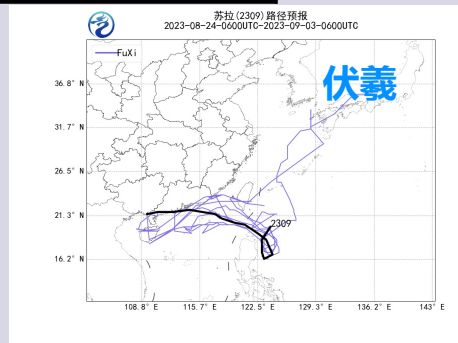 苏拉(2309)路径预报
2023-08-24-0600UTC-2023-09-03-0600UTC
FuXi
伏羲
36.8° N
31.7° N
26.5° N
21.3° N
16.2° N
2309
108.8° E 115.7° E 122.5° E 129.3° E 136.2° E 143° E